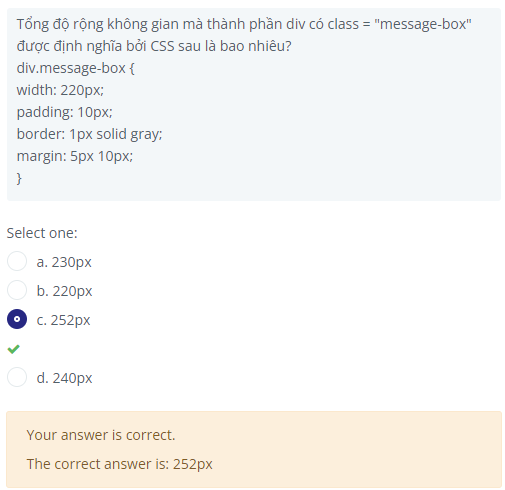 Tổng độ rộng không gian mà thành phần div có class = "message-box"
được định nghĩa bởi CSS sau là bao nhiêu?
div.message-box {
width: 220px;
padding: 10px;
border: 1px solid gray;
margin: 5px 10px;
}
Select one:
a. 230px
b. 220px
c. 252px
d. 240px
Your answer is correct.
The correct answer is: 252px